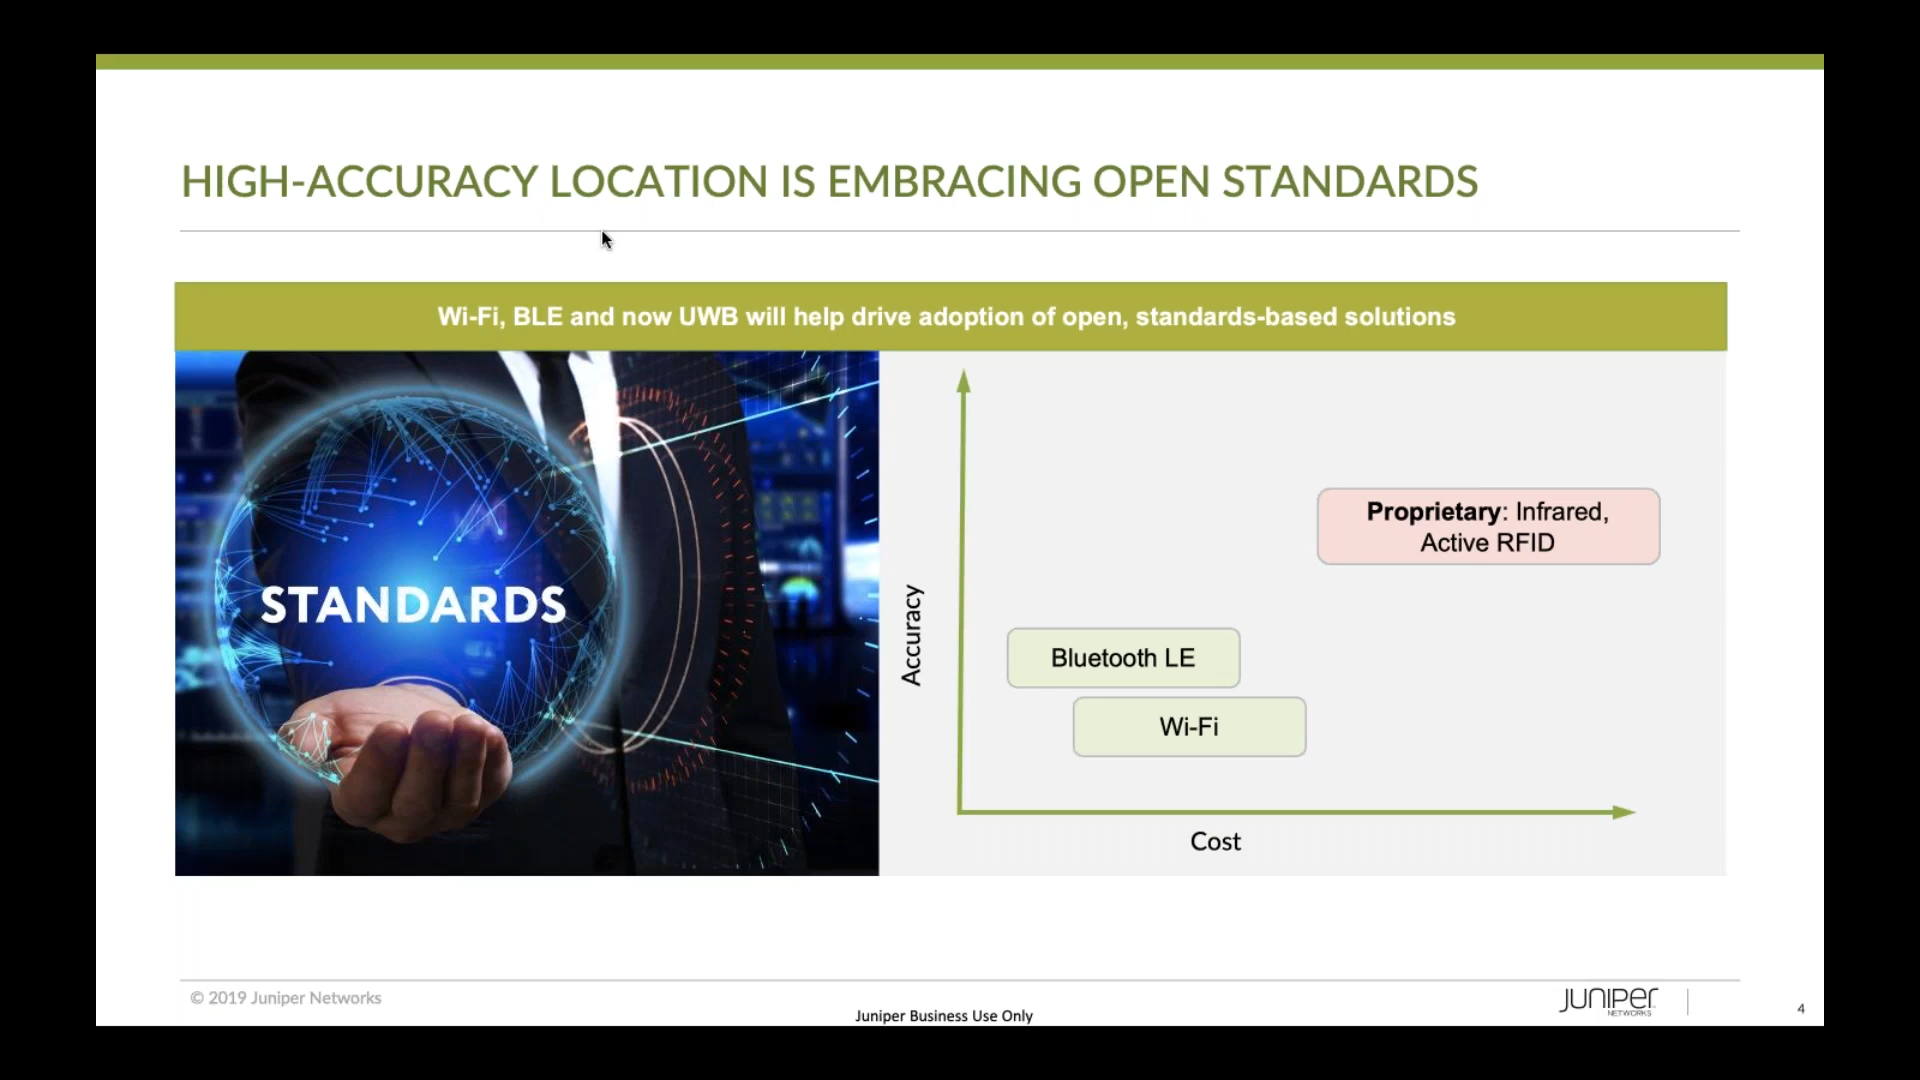 HIGH-ACCURACY LOCATION IS EMBRACING OPEN STANDARDS
Wi-Fi, BLE and now UWB will help drive adoption of open, standards-based solutions
STANDARDS
Accuracy
Proprietary: Infrared,
Active RFID
Bluetooth LE
Wi-Fi
Cost
© 2019 Juniper Networks
Juniper Business Use Only
JUNIPER
NETWORKS
4